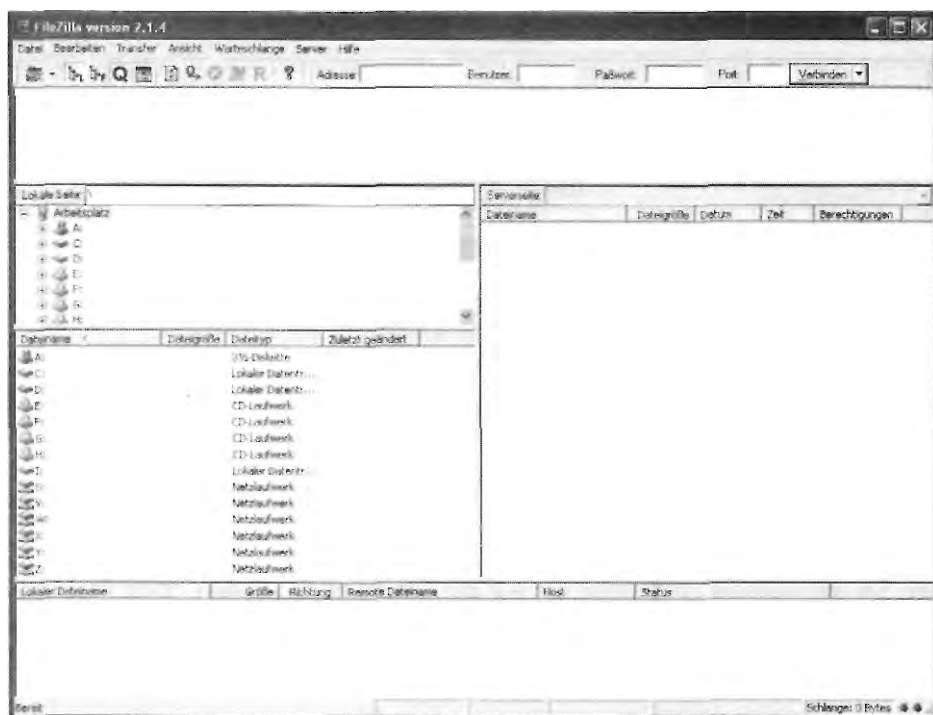 FileZilla version 2.1.4
Datei Bearbeiten Transfer Ansicht Warteschlange Server Hilfe
Adresse: Benutzer: Paßwort: Port: Verbinden
Lokale Seite: \
Serverseite:
Arbeitsplatz
A:
C:
D:
E:
F:
G:
H:
Dateiname Dateigröße Datum Zeit Berechtigungen
Dateiname Dateigröße Dateityp Zuletzt geändert
A: 3½-Diskette
C: Lokaler Datentr...
D: Lokaler Datentr...
E: CD-Laufwerk
F: CD-Laufwerk
G: CD-Laufwerk
H: CD-Laufwerk
I: Lokaler Datentr...
Netzlaufwerk
V: Netzlaufwerk
W: Netzlaufwerk
X: Netzlaufwerk
Y: Netzlaufwerk
Z: Netzlaufwerk
Lokaler Dateiname Größe Richtung Remote Dateiname Host Status
Bereit Schlange: 0 Bytes